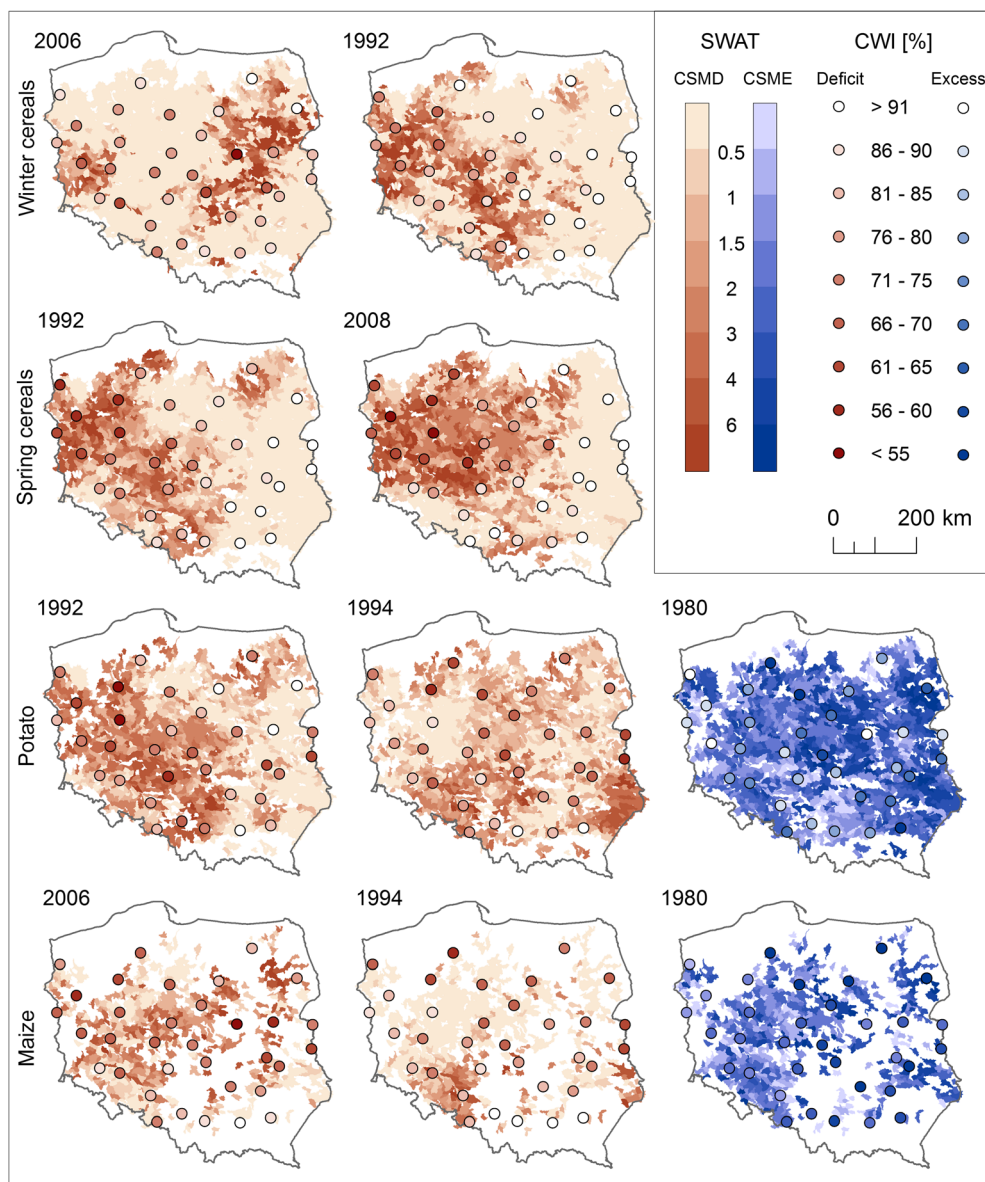 2006
1992
Winter cereals
SWAT
CWI [%]
CSMD
CSME
Deficit
Excess
0.5
1
1.5
2
3
4
6
> 91
86 - 90
81 - 85
76 - 80
71 - 75
66 - 70
61 - 65
56 - 60
< 55
0
200 km
1992
2008
Spring cereals
1992
1994
1980
Potato
2006
1994
1980
Maize